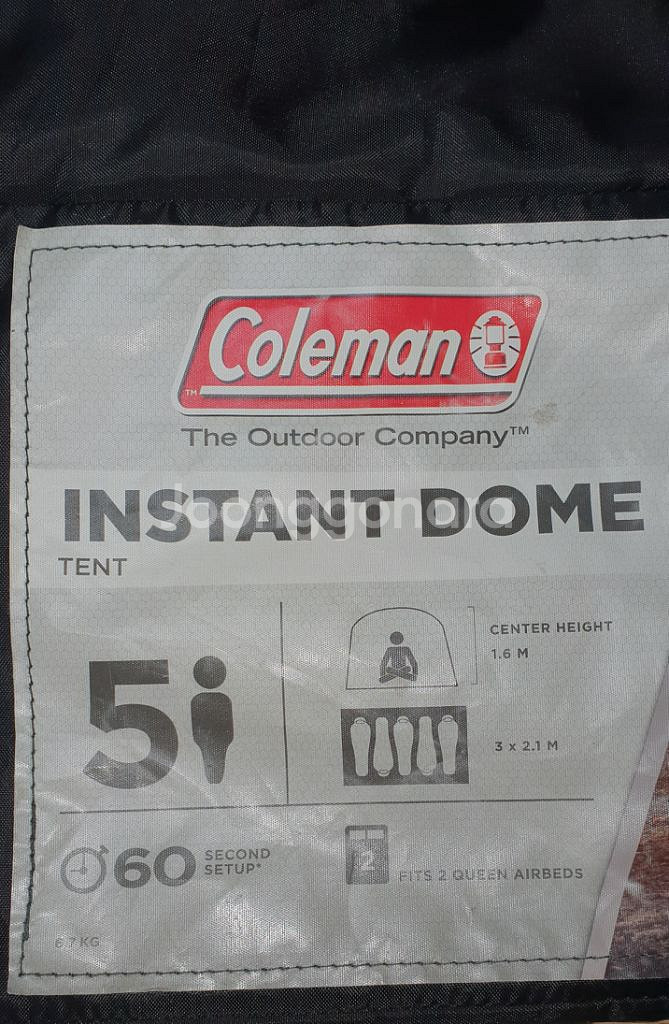 Coleman
TM
The Outdoor Company™
INSTANT DOME
TENT
5
CENTER HEIGHT
1.6 M
3 x 2.1 M
60 SECOND
SETUP*
2
FITS 2 QUEEN AIRBEDS
6.7 KG